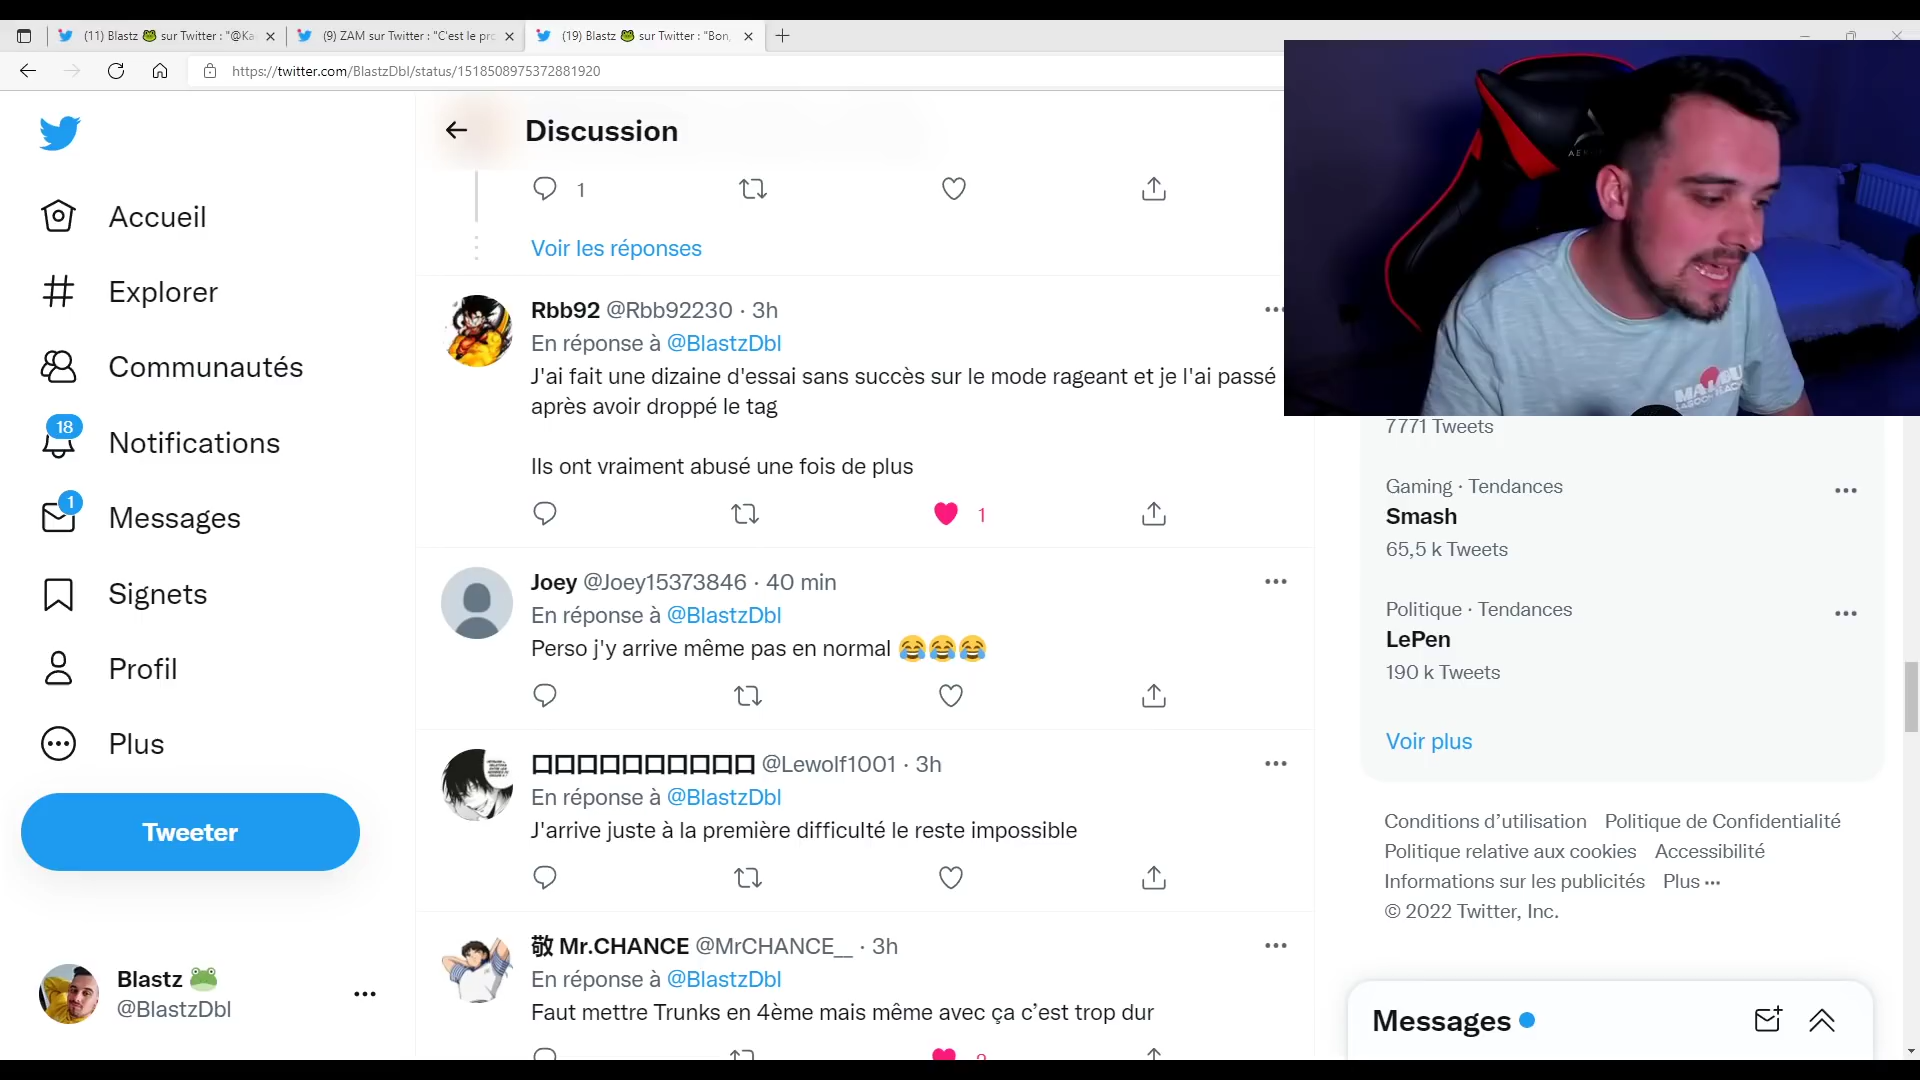 (11) Blastz 🐸 sur Twitter : "@Ka
(9) ZAM sur Twitter : "C'est le pro
(19) Blastz 🐸 sur Twitter : "Bon,
https://twitter.com/BlastzDbl/status/1518508975372881920
Discussion
1
Voir les réponses
Accueil
Explorer
Communautés
18
Notifications
1
Messages
Signets
Profil
Plus
Tweeter
Blastz 🐸
@BlastzDbl
Rbb92 @Rbb92230 · 3h
En réponse à @BlastzDbl
J'ai fait une dizaine d'essai sans succès sur le mode rageant et je l'ai passé
après avoir droppé le tag
Ils ont vraiment abusé une fois de plus
1
Joey @Joey15373846 · 40 min
En réponse à @BlastzDbl
Perso j'y arrive même pas en normal 😂😂😂
@Lewolf1001 · 3h
En réponse à @BlastzDbl
J'arrive juste à la première difficulté le reste impossible
敬 Mr.CHANCE @MrCHANCE__ · 3h
En réponse à @BlastzDbl
Faut mettre Trunks en 4ème mais même avec ça c’est trop dur
7771 Tweets
Gaming · Tendances
Smash
65,5 k Tweets
Politique · Tendances
LePen
190 k Tweets
Voir plus
Conditions d’utilisation Politique de Confidentialité
Politique relative aux cookies Accessibilité
Informations sur les publicités Plus
© 2022 Twitter, Inc.
Messages